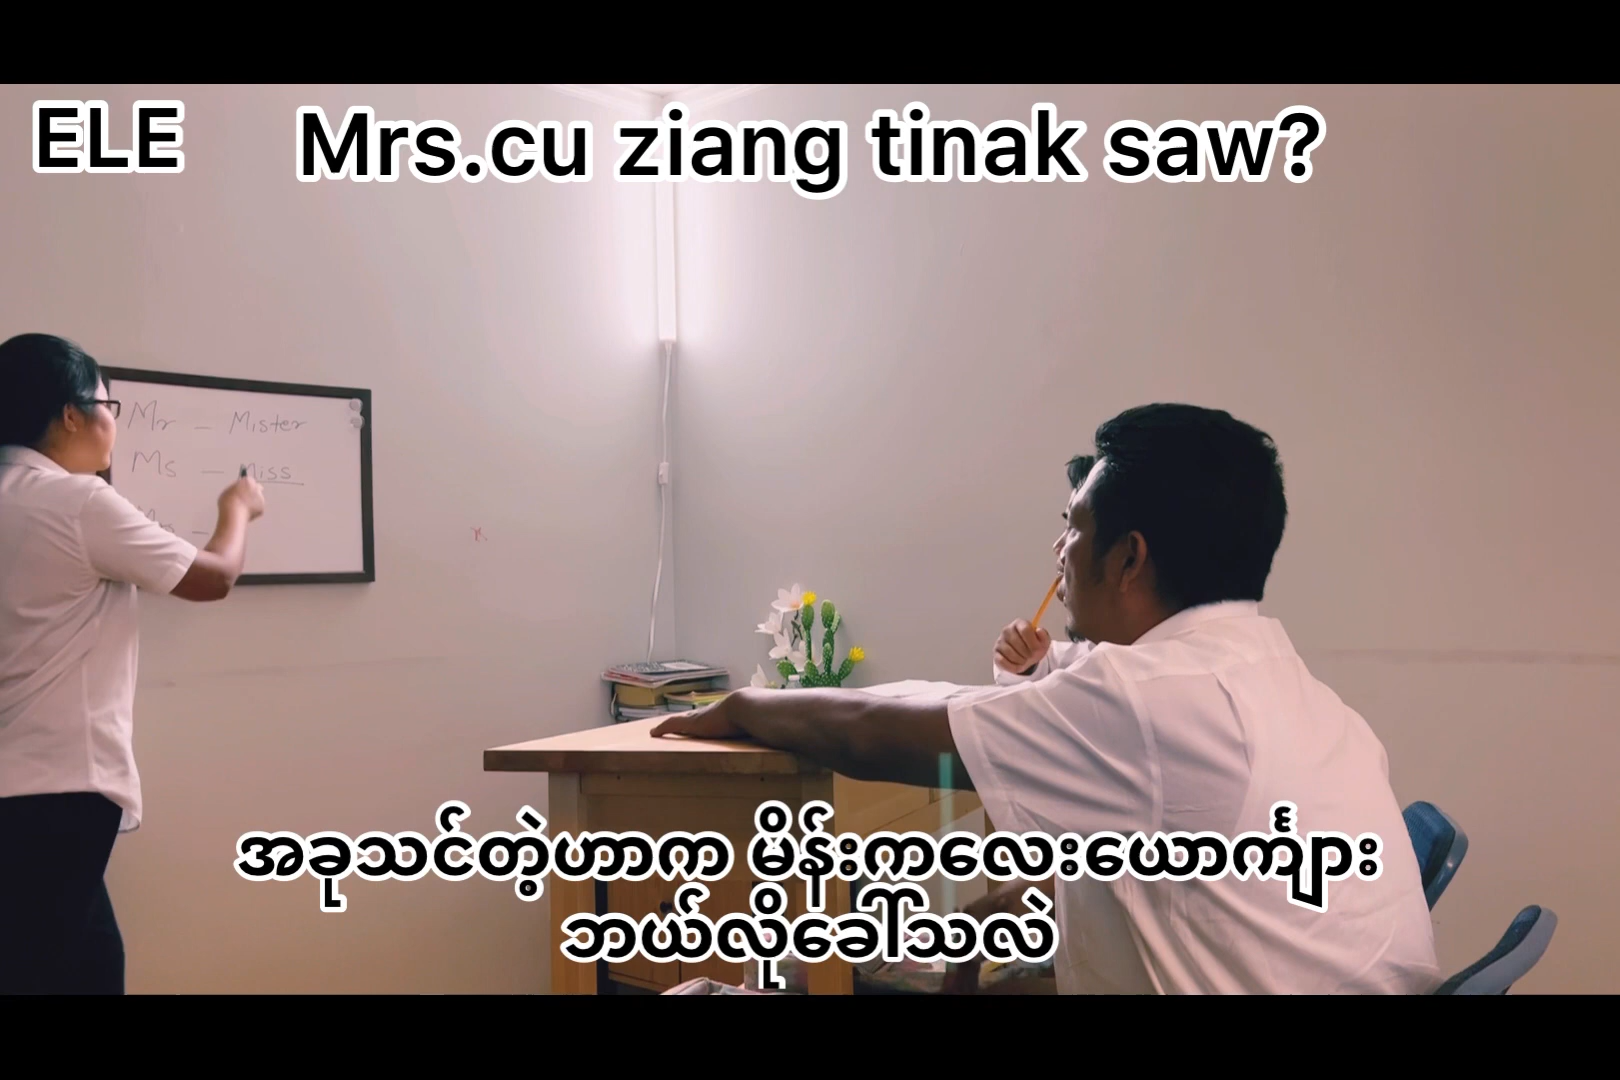 ELE
Mrs.cu ziang tinak saw?
Mr – Mister
Ms – Miss
Mrs –
အခုသင်တဲ့ဟာက မိန်းကလေးယောက်ျား
ဘယ်လိုခေါ်သလဲ